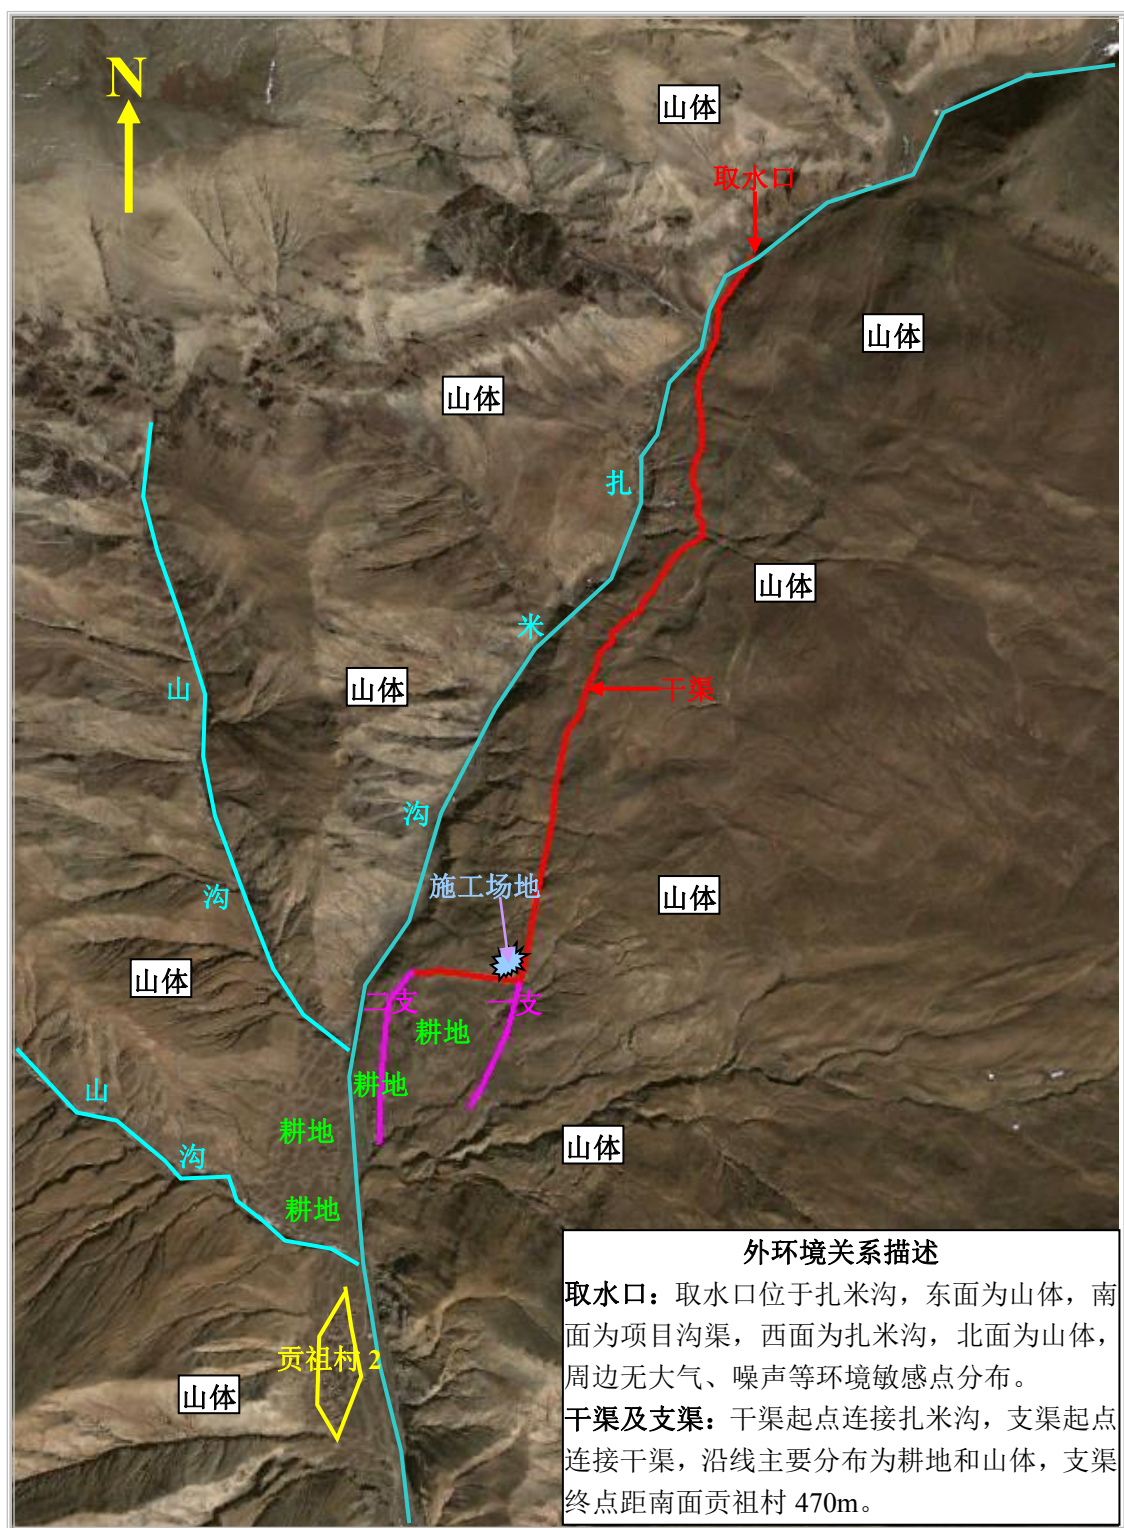 N
山体
取水口
山体
山体
扎
山体
米
山
山体
干渠
沟
施工场地
沟
山体
山体
二支
一支
耕地
耕地
山
耕地
山体
沟
耕地
外环境关系描述
取水口：取水口位于扎米沟，东面为山体，南
面为项目沟渠，西面为扎米沟，北面为山体，
周边无大气、噪声等环境敏感点分布。
贡祖村 2
山体
干渠及支渠：干渠起点连接扎米沟，支渠起点
连接干渠，沿线主要分布为耕地和山体，支渠
终点距南面贡祖村 470m。